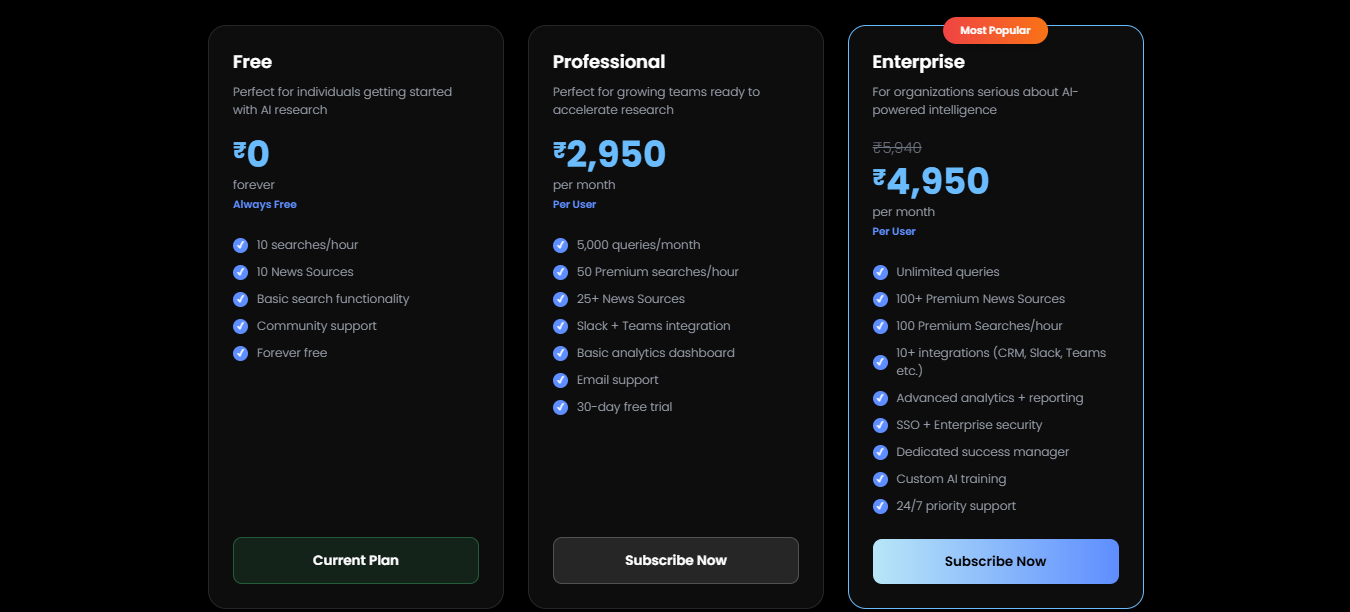 Free
Perfect for individuals getting started
with AI research
₹0
forever
Always Free
10 searches/hour
10 News Sources
Basic search functionality
Community support
Forever free
Current Plan
Professional
Perfect for growing teams ready to
accelerate research
₹2,950
per month
Per User
5,000 queries/month
50 Premium searches/hour
25+ News Sources
Slack + Teams integration
Basic analytics dashboard
Email support
30-day free trial
Subscribe Now
Most Popular
Enterprise
For organizations serious about AI-
powered intelligence
₹5,940
₹4,950
per month
Per User
Unlimited queries
100+ Premium News Sources
100 Premium Searches/hour
10+ integrations (CRM, Slack, Teams
etc.)
Advanced analytics + reporting
SSO + Enterprise security
Dedicated success manager
Custom AI training
24/7 priority support
Subscribe Now